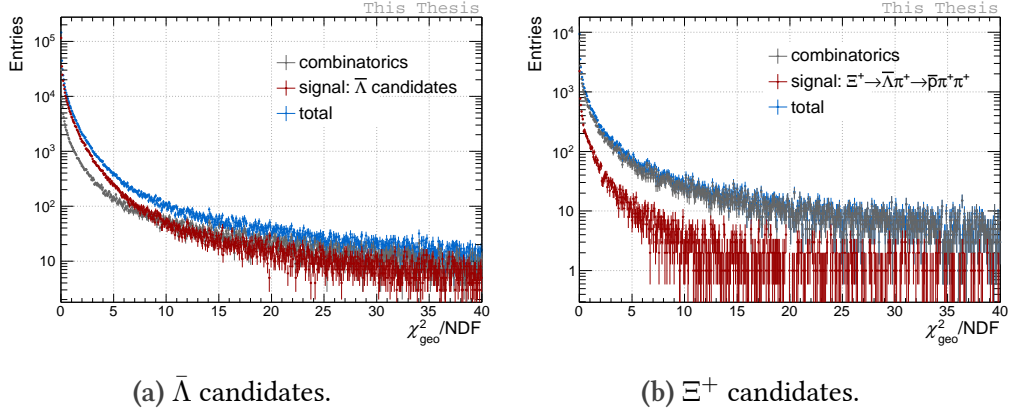 This Thesis
Entries
10⁵
10⁴
10³
10²
10
combinatorics
signal: Λ̄ candidates
total
0 5 10 15 20 25 30 35 40
χ²geo/NDF
(a) Λ̄ candidates.
This Thesis
Entries
10⁴
10³
10²
10
1
combinatorics
signal: Ξ⁺→Λ̄π⁺→p̄π⁺π⁺
total
0 5 10 15 20 25 30 35 40
χ²geo/NDF
(b) Ξ⁺ candidates.